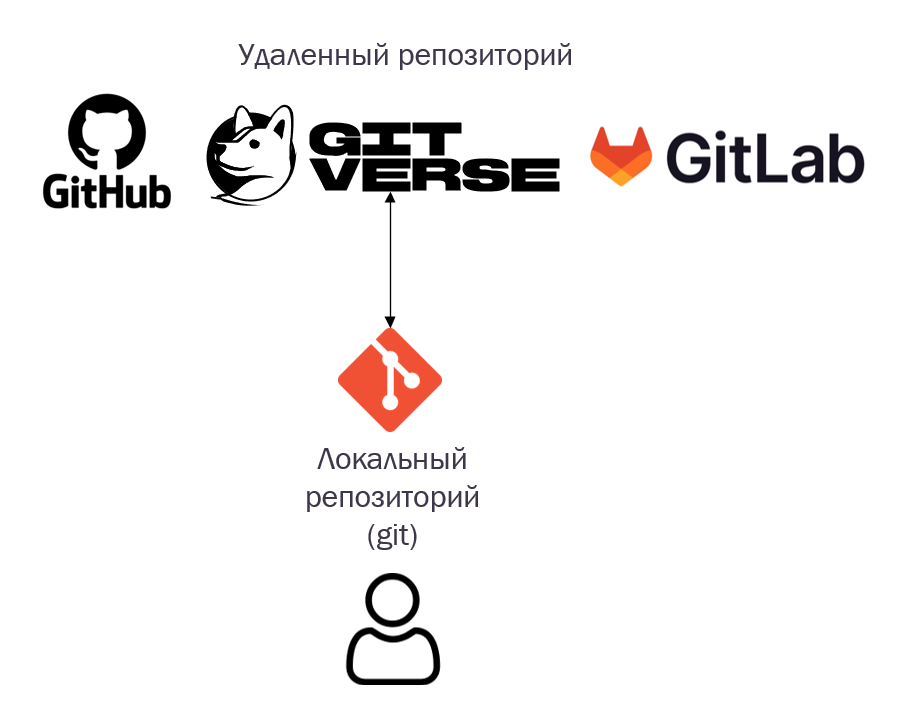 Удаленный репозиторий
GitHub
GIT
VERSE
GitLab
Локальный
репозиторий
(git)